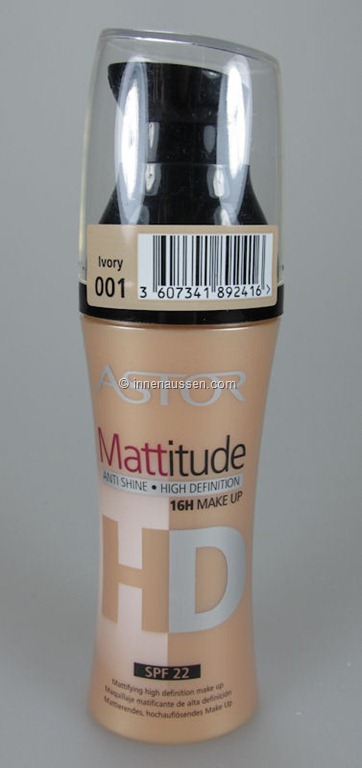 Ivory
001
3 607341 892416 >
ASTOR
© innenaussen.com
Mattitude
ANTI SHINE • HIGH DEFINITION
16H MAKE UP
HD
SPF 22
Mattifying high definition make up
Maquillaje matificante de alta definición
Mattierendes, hochauflösendes Make Up